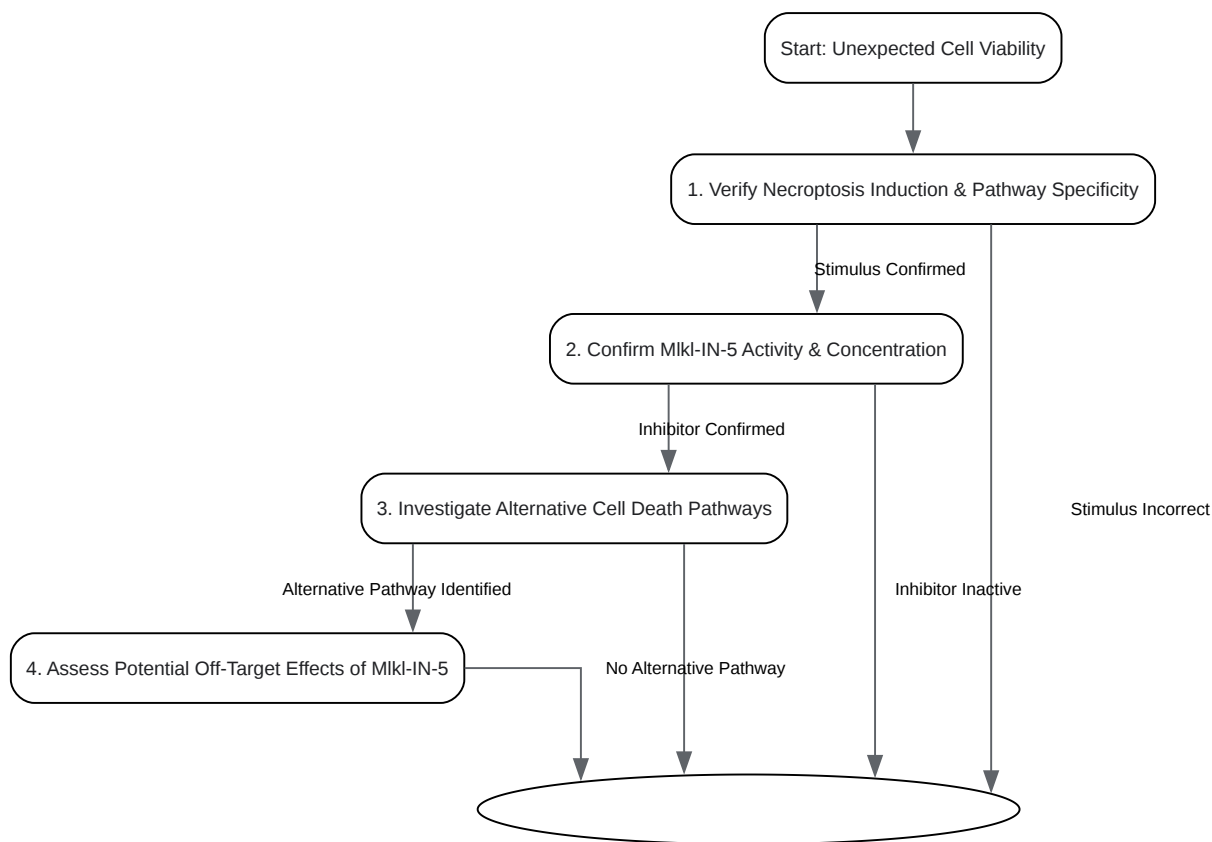 Start: Unexpected Cell Viability
1. Verify Necroptosis Induction & Pathway Specificity
Stimulus Confirmed
2. Confirm Mlkl-IN-5 Activity & Concentration
Inhibitor Confirmed
3. Investigate Alternative Cell Death Pathways
Stimulus Incorrect
Alternative Pathway Identified
Inhibitor Inactive
4. Assess Potential Off-Target Effects of Mlkl-IN-5
No Alternative Pathway